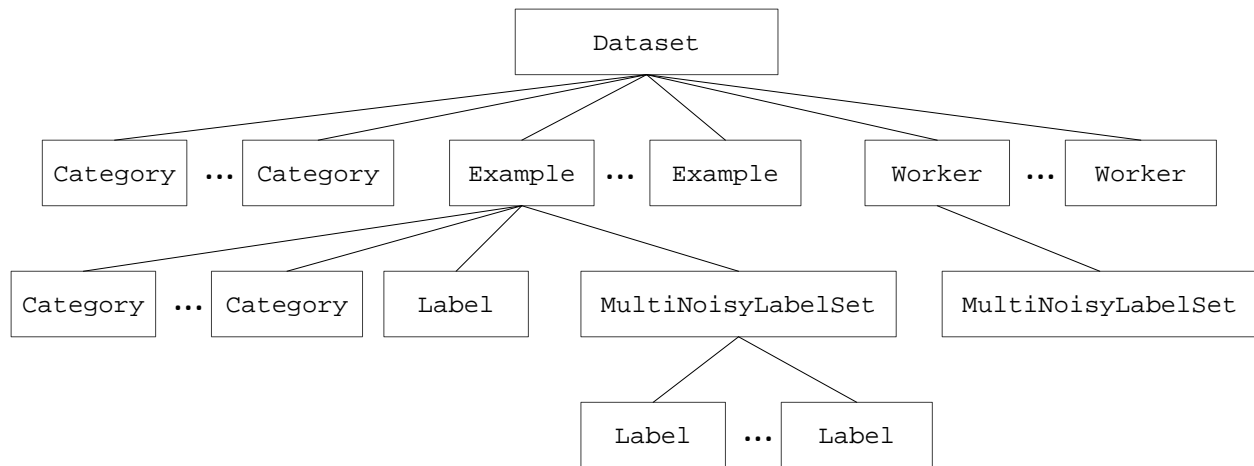 Dataset
Category ... Category Example ... Example Worker ... Worker
Category ... Category Label MultiNoisyLabelSet MultiNoisyLabelSet
Label ... Label